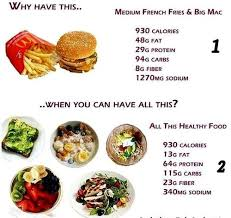 WHY HAVE THIS..
MEDIUM FRENCH FRIES & BIG MAC
930 CALORIES
48G FAT
29G PROTEIN
94G CARBS
8G FIBER
1270MG SODIUM
1
..WHEN YOU CAN HAVE ALL THIS?
ALL THIS HEALTHY FOOD
930 CALORIES
13G FAT
64G PROTEIN
115G CARBS
23G FIBER
340MG SODIUM
2